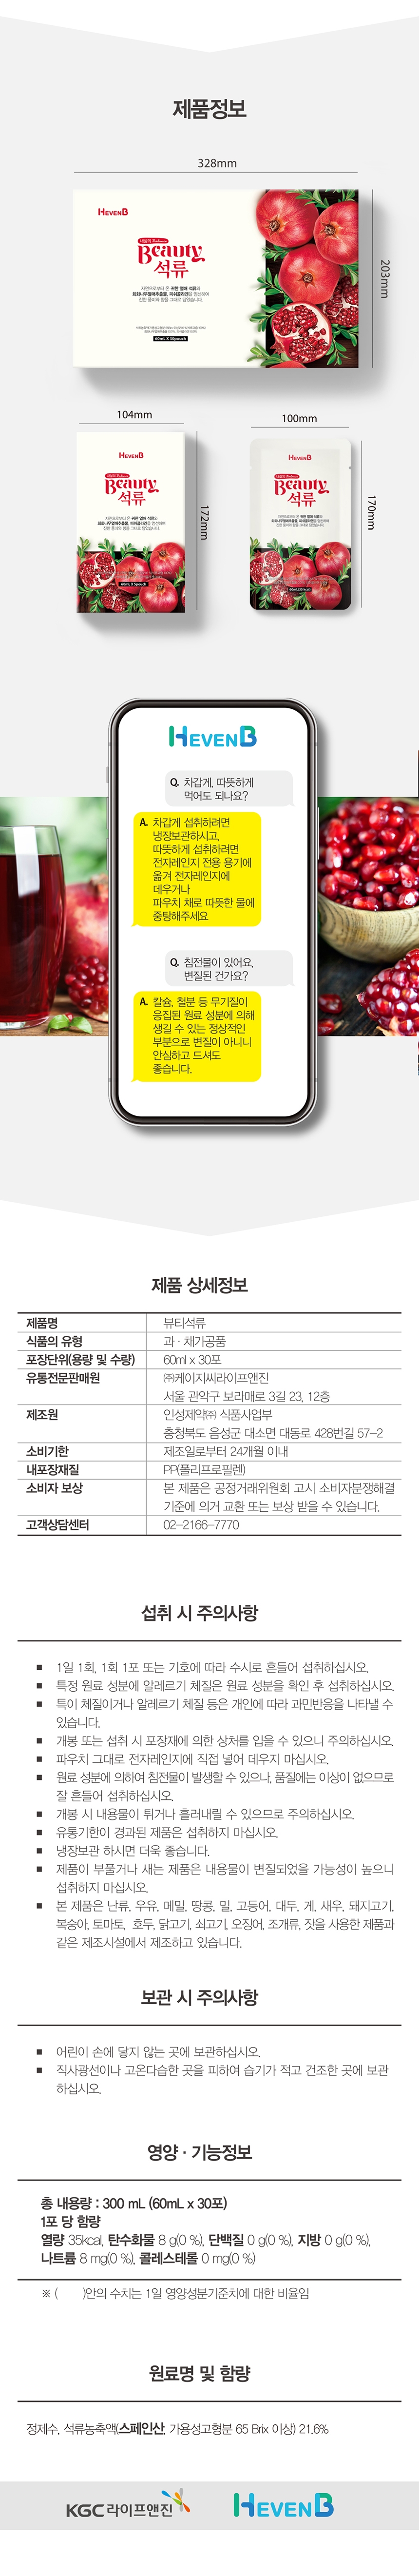 제품정보
328mm
203mm
HEVENB
Beauty
석류
60mL X 30pouch
104mm
172mm
HEVENB
Beauty
석류
100mm
170mm
HEVENB
Beauty
석류
HEVENB
Q. 차갑게, 따뜻하게
먹어도 되나요?
A. 차갑게 섭취하려면
냉장보관하시고,
따뜻하게 섭취하려면
전자레인지 전용 용기에
옮겨 전자레인지에
데우거나
파우치 채로 따뜻한 물에
중탕해주세요
Q. 침전물이 있어요,
변질된 건가요?
A. 칼슘, 철분 등 무기질이
응집된 원료 성분에 의해
생길 수 있는 정상적인
부분으로 변질이 아니니
안심하고 드셔도
좋습니다.
제품 상세정보
제품명 뷰티석류
식품의 유형 과·채가공품
포장단위(용량 및 수량) 60ml x 30포
유통전문판매원 ㈜케이지씨라이프앤진
서울 관악구 보라매로 3길 23, 12층
제조원 인성제약㈜ 식품사업부
충청북도 음성군 대소면 대동로 428번길 57-2
소비기한 제조일로부터 24개월 이내
내포장재질 PP(폴리프로필렌)
소비자 보상 본 제품은 공정거래위원회 고시 소비자분쟁해결
기준에 의거 교환 또는 보상 받을 수 있습니다.
고객상담센터 02-2166-7770
섭취 시 주의사항
■ 1일 1회, 1회 1포 또는 기호에 따라 수시로 흔들어 섭취하십시오.
■ 특정 원료 성분에 알레르기 체질은 원료 성분을 확인 후 섭취하십시오.
■ 특이 체질이거나 알레르기 체질 등은 개인에 따라 과민반응을 나타낼 수
있습니다.
■ 개봉 또는 섭취 시 포장재에 의한 상처를 입을 수 있으니 주의하십시오.
■ 파우치 그대로 전자레인지에 직접 넣어 데우지 마십시오.
■ 원료 성분에 의하여 침전물이 발생할 수 있으나, 품질에는 이상이 없으므로
잘 흔들어 섭취하십시오.
■ 개봉 시 내용물이 튀거나 흘러내릴 수 있으므로 주의하십시오.
■ 유통기한이 경과된 제품은 섭취하지 마십시오.
■ 냉장보관 하시면 더욱 좋습니다.
■ 제품이 부풀거나 새는 제품은 내용물이 변질되었을 가능성이 높으니
섭취하지 마십시오.
■ 본 제품은 난류, 우유, 메밀, 땅콩, 밀, 고등어, 대두, 게, 새우, 돼지고기,
복숭아, 토마토, 호두, 닭고기, 쇠고기, 오징어, 조개류, 잣을 사용한 제품과
같은 제조시설에서 제조하고 있습니다.
보관 시 주의사항
■ 어린이 손에 닿지 않는 곳에 보관하십시오.
■ 직사광선이나 고온다습한 곳을 피하여 습기가 적고 건조한 곳에 보관
하십시오.
영양·기능정보
총 내용량 : 300 mL (60mL x 30포)
1포 당 함량
열량 35kcal, 탄수화물 8 g(0 %), 단백질 0 g(0 %), 지방 0 g(0 %),
나트륨 8 mg(0 %), 콜레스테롤 0 mg(0 %)
※ ( )안의 수치는 1일 영양성분기준치에 대한 비율임
원료명 및 함량
정제수, 석류농축액(스페인산, 가용성고형분 65 Brix 이상) 21.6%
KGC 라이프앤진
HEVENB